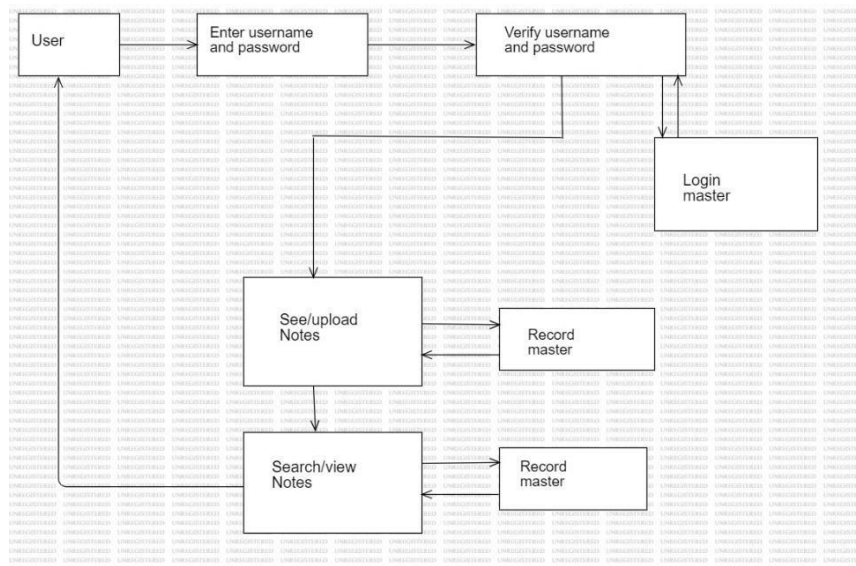 User
Enter username
and password
Verify username
and password
Login
master
See/upload
Notes
Record
master
Search/view
Notes
Record
master